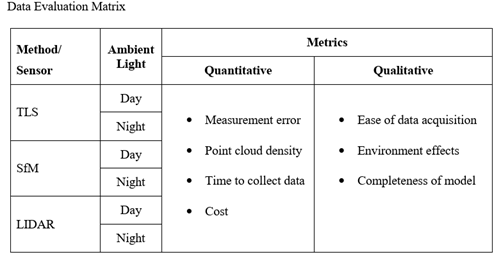 Data Evaluation Matrix
Method/
Sensor
Ambient
Light
Metrics
Quantitative
Qualitative
TLS
Day
Night
SfM
Day
Night
LIDAR
Day
Night
• Measurement error
• Point cloud density
• Time to collect data
• Cost
• Ease of data acquisition
• Environment effects
• Completeness of model